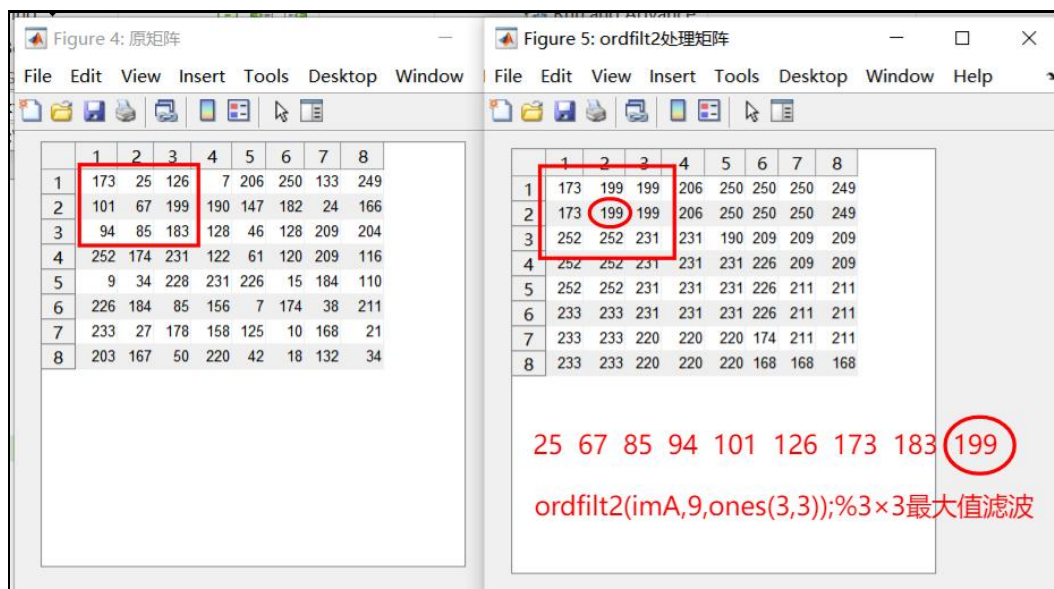 Figure 4: 原矩阵
File Edit View Insert Tools Desktop Window
1 2 3 4 5 6 7 8
1 173 25 126 7 206 250 133 249
2 101 67 199 190 147 182 24 166
3 94 85 183 128 46 128 209 204
4 252 174 231 122 61 120 209 116
5 9 34 228 231 226 15 184 110
6 226 184 85 156 7 174 38 211
7 233 27 178 158 125 10 168 21
8 203 167 50 220 42 18 132 34
Figure 5: ordfilt2处理矩阵
File Edit View Insert Tools Desktop Window Help
1 2 3 4 5 6 7 8
1 173 199 199 206 250 250 250 249
2 173 199 199 206 250 250 250 249
3 252 252 231 231 190 209 209 209
4 252 252 231 231 231 226 209 209
5 252 252 231 231 231 226 211 211
6 233 233 231 231 231 226 211 211
7 233 233 220 220 220 174 211 211
8 233 233 220 220 220 168 168 168
25 67 85 94 101 126 173 183 199
ordfilt2(imA,9,ones(3,3));%3×3最大值滤波